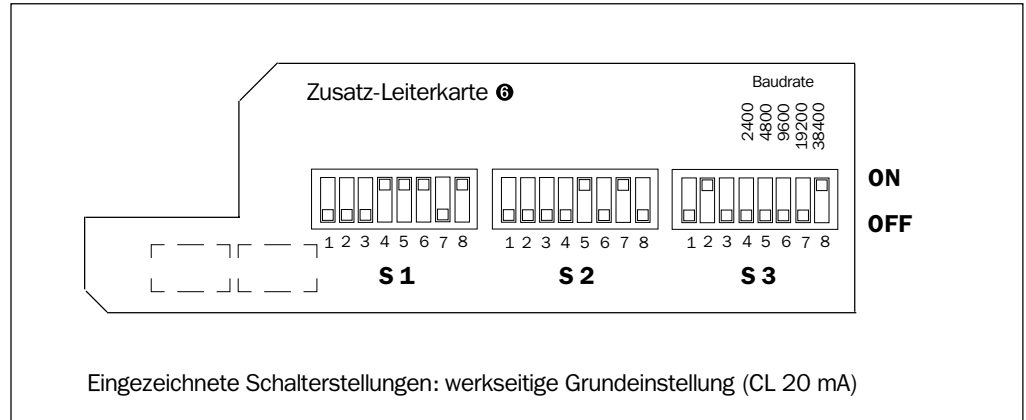 Zusatz-Leiterkarte ❻
Baudrate
2400
4800
9600
19200
38400
ON
OFF
1 2 3 4 5 6 7 8
1 2 3 4 5 6 7 8
1 2 3 4 5 6 7 8
S 1
S 2
S 3
Eingezeichnete Schalterstellungen: werkseitige Grundeinstellung (CL 20 mA)